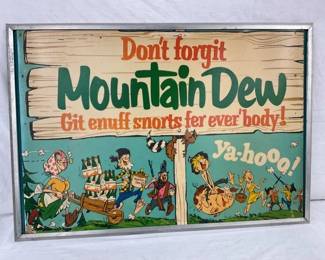 Don't forgit
Mountain Dew
Git enuff snorts fer ever'body!
ya-hooo!